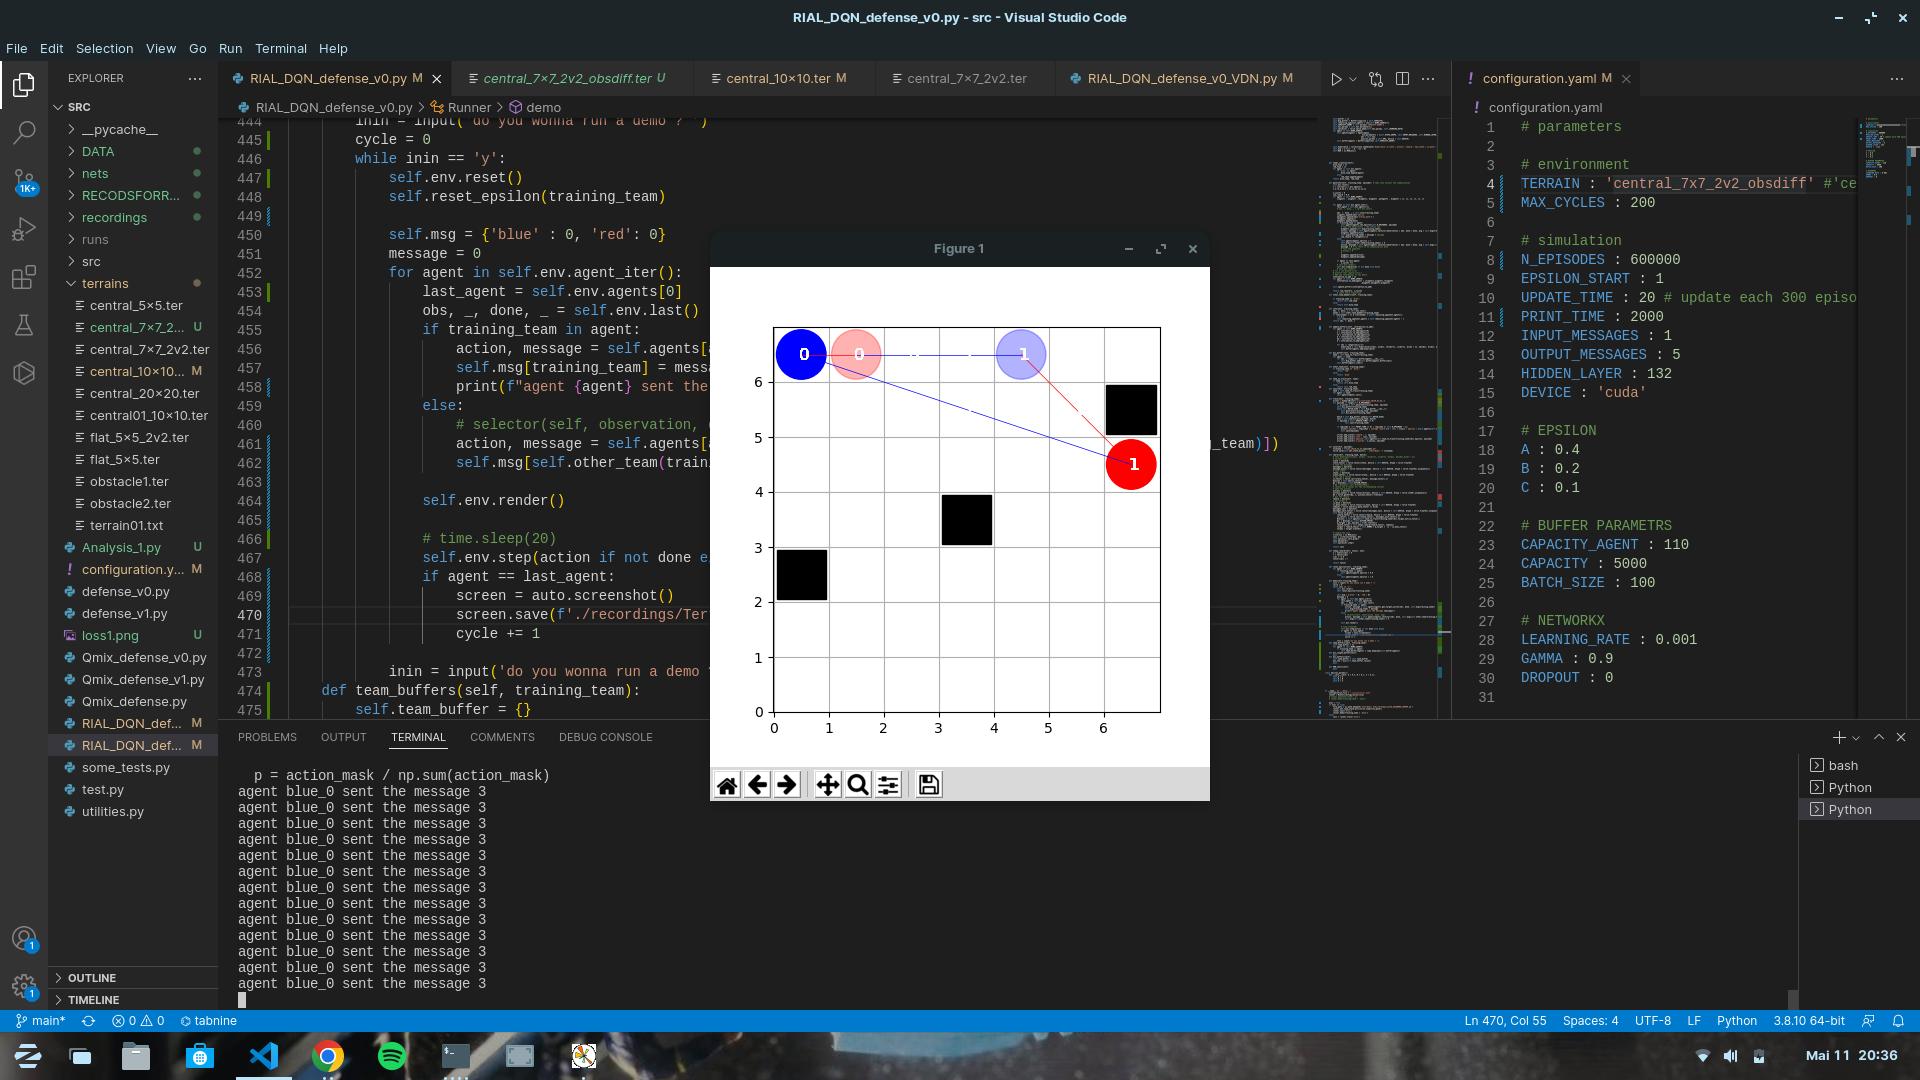 RIAL_DQN_defense_v0.py - src - Visual Studio Code
File Edit Selection View Go Run Terminal Help
EXPLORER
SRC
__pycache__
DATA
nets
RECODSFORR...
recordings
runs
src
terrains
central_5×5.ter
central_7×7_2... U
central_7×7_2v2.ter
central_10×10... M
central_20×20.ter
central01_10×10.ter
flat_5×5_2v2.ter
flat_5×5.ter
obstacle1.ter
obstacle2.ter
terrain01.txt
Analysis_1.py U
configuration.y... M
defense_v0.py
defense_v1.py
loss1.png U
Qmix_defense_v0.py
Qmix_defense_v1.py
Qmix_defense.py
RIAL_DQN_def... M
RIAL_DQN_def... M
some_tests.py
test.py
utilities.py
OUTLINE
TIMELINE
1K+
1
1
RIAL_DQN_defense_v0.py M central_7×7_2v2_obsdiff.ter U central_10×10.ter M central_7×7_2v2.ter RIAL_DQN_defense_v0_VDN.py M
RIAL_DQN_defense_v0.py > Runner > demo
444 inin = input('do you wonna run a demo ? ')
445 cycle = 0
446 while inin == 'y':
447 self.env.reset()
448 self.reset_epsilon(training_team)
449
450 self.msg = {'blue' : 0, 'red': 0}
451 message = 0
452 for agent in self.env.agent_iter():
453 last_agent = self.env.agents[0]
454 obs, _, done, _ = self.env.last()
455 if training_team in agent:
456 action, message = self.agents[
457 self.msg[training_team] = mess
458 print(f"agent {agent} sent the
459 else:
460 # selector(self, observation,
461 action, message = self.agents[ _team)])
462 self.msg[self.other_team(train
463
464 self.env.render()
465
466 # time.sleep(20)
467 self.env.step(action if not done e
468 if agent == last_agent:
469 screen = auto.screenshot()
470 screen.save(f'./recordings/Ter
471 cycle += 1
472
473 inin = input('do you wonna run a demo
474 def team_buffers(self, training_team):
475 self.team_buffer = {}
configuration.yaml M
configuration.yaml
1 # parameters
2
3 # environment
4 TERRAIN : 'central_7x7_2v2_obsdiff' #'ce
5 MAX_CYCLES : 200
6
7 # simulation
8 N_EPISODES : 600000
9 EPSILON_START : 1
10 UPDATE_TIME : 20 # update each 300 episo
11 PRINT_TIME : 2000
12 INPUT_MESSAGES : 1
13 OUTPUT_MESSAGES : 5
14 HIDDEN_LAYER : 132
15 DEVICE : 'cuda'
16
17 # EPSILON
18 A : 0.4
19 B : 0.2
20 C : 0.1
21
22 # BUFFER PARAMETRS
23 CAPACITY_AGENT : 110
24 CAPACITY : 5000
25 BATCH_SIZE : 100
26
27 # NETWORKX
28 LEARNING_RATE : 0.001
29 GAMMA : 0.9
30 DROPOUT : 0
31
Figure 1
0 0 1
1
6
5
4
3
2
1
0
0 1 2 3 4 5 6
PROBLEMS OUTPUT TERMINAL COMMENTS DEBUG CONSOLE
p = action_mask / np.sum(action_mask)
agent blue_0 sent the message 3
agent blue_0 sent the message 3
agent blue_0 sent the message 3
agent blue_0 sent the message 3
agent blue_0 sent the message 3
agent blue_0 sent the message 3
agent blue_0 sent the message 3
agent blue_0 sent the message 3
agent blue_0 sent the message 3
agent blue_0 sent the message 3
agent blue_0 sent the message 3
agent blue_0 sent the message 3
agent blue_0 sent the message 3
bash
Python
Python
main* 0 0 tabnine
Ln 470, Col 55 Spaces: 4 UTF-8 LF Python 3.8.10 64-bit
Mai 11 20:36